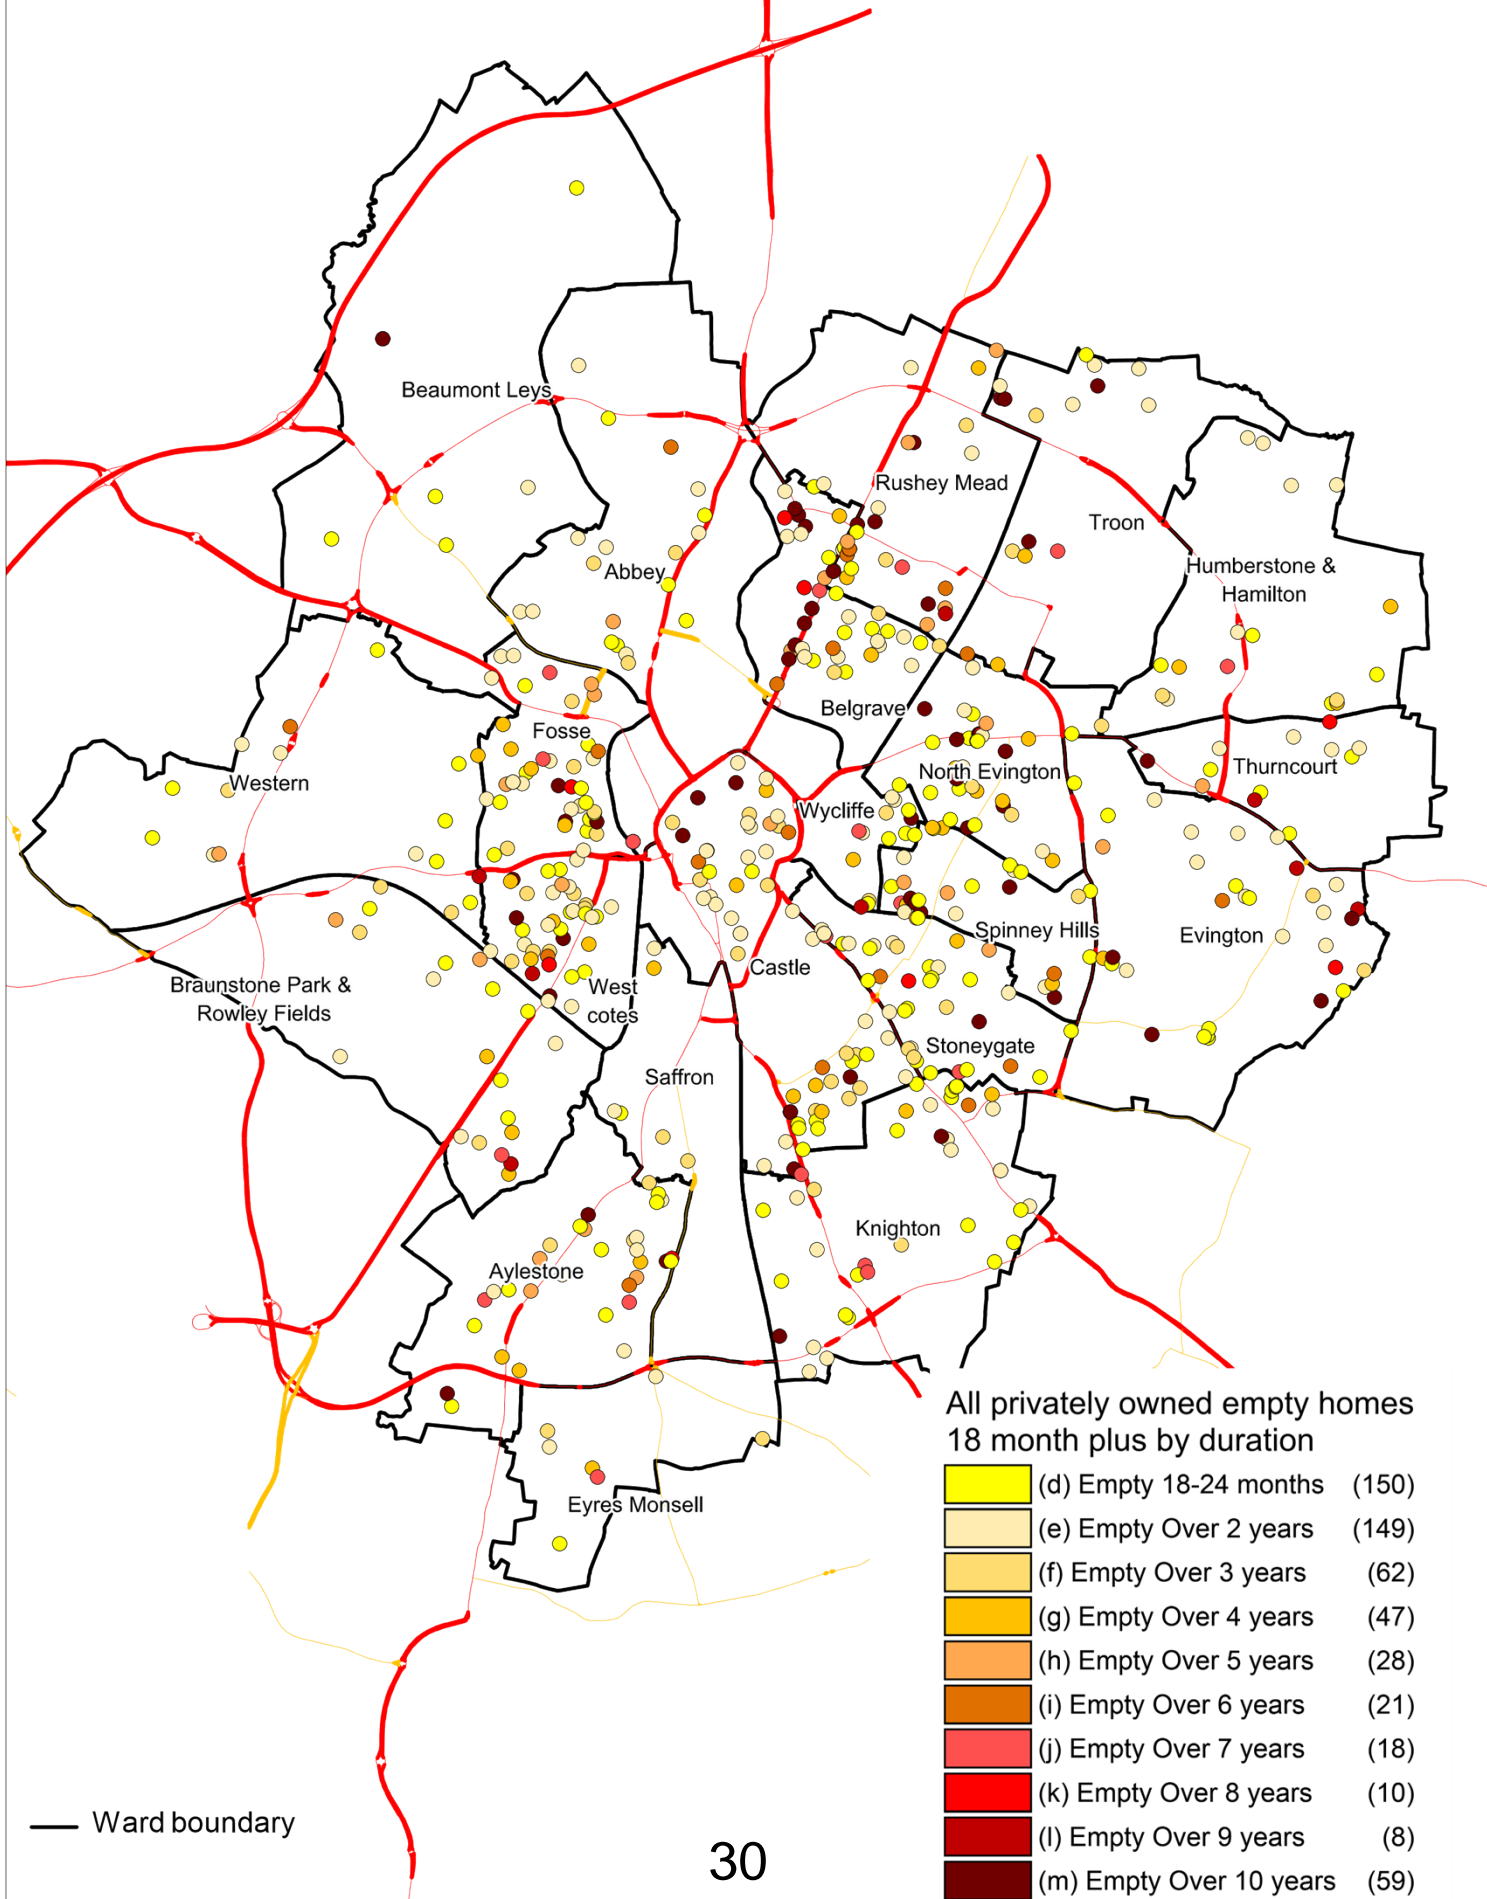 Beaumont Leys
Rushey Mead
Troon
Humberstone &
Hamilton
Abbey
Belgrave
Fosse
North Evington
Thurncourt
Western
Wycliffe
Spinney Hills
Evington
Castle
Braunstone Park &
Rowley Fields
West
cotes
Stoneygate
Saffron
Knighton
Aylestone
Eyres Monsell
All privately owned empty homes
18 month plus by duration
(d) Empty 18-24 months (150)
(e) Empty Over 2 years (149)
(f) Empty Over 3 years (62)
(g) Empty Over 4 years (47)
(h) Empty Over 5 years (28)
(i) Empty Over 6 years (21)
(j) Empty Over 7 years (18)
(k) Empty Over 8 years (10)
(l) Empty Over 9 years (8)
(m) Empty Over 10 years (59)
Ward boundary
30